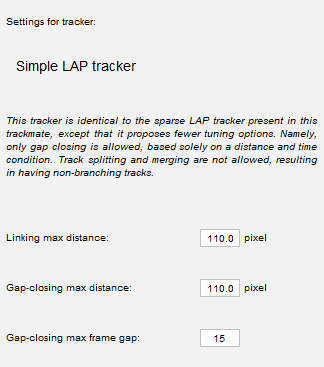 Settings for tracker:
Simple LAP tracker
This tracker is identical to the sparse LAP tracker present in this
trackmate, except that it proposes fewer tuning options. Namely,
only gap closing is allowed, based solely on a distance and time
condition. Track splitting and merging are not allowed, resulting
in having non-branching tracks.
Linking max distance: 110.0 pixel
Gap-closing max distance: 110.0 pixel
Gap-closing max frame gap: 15